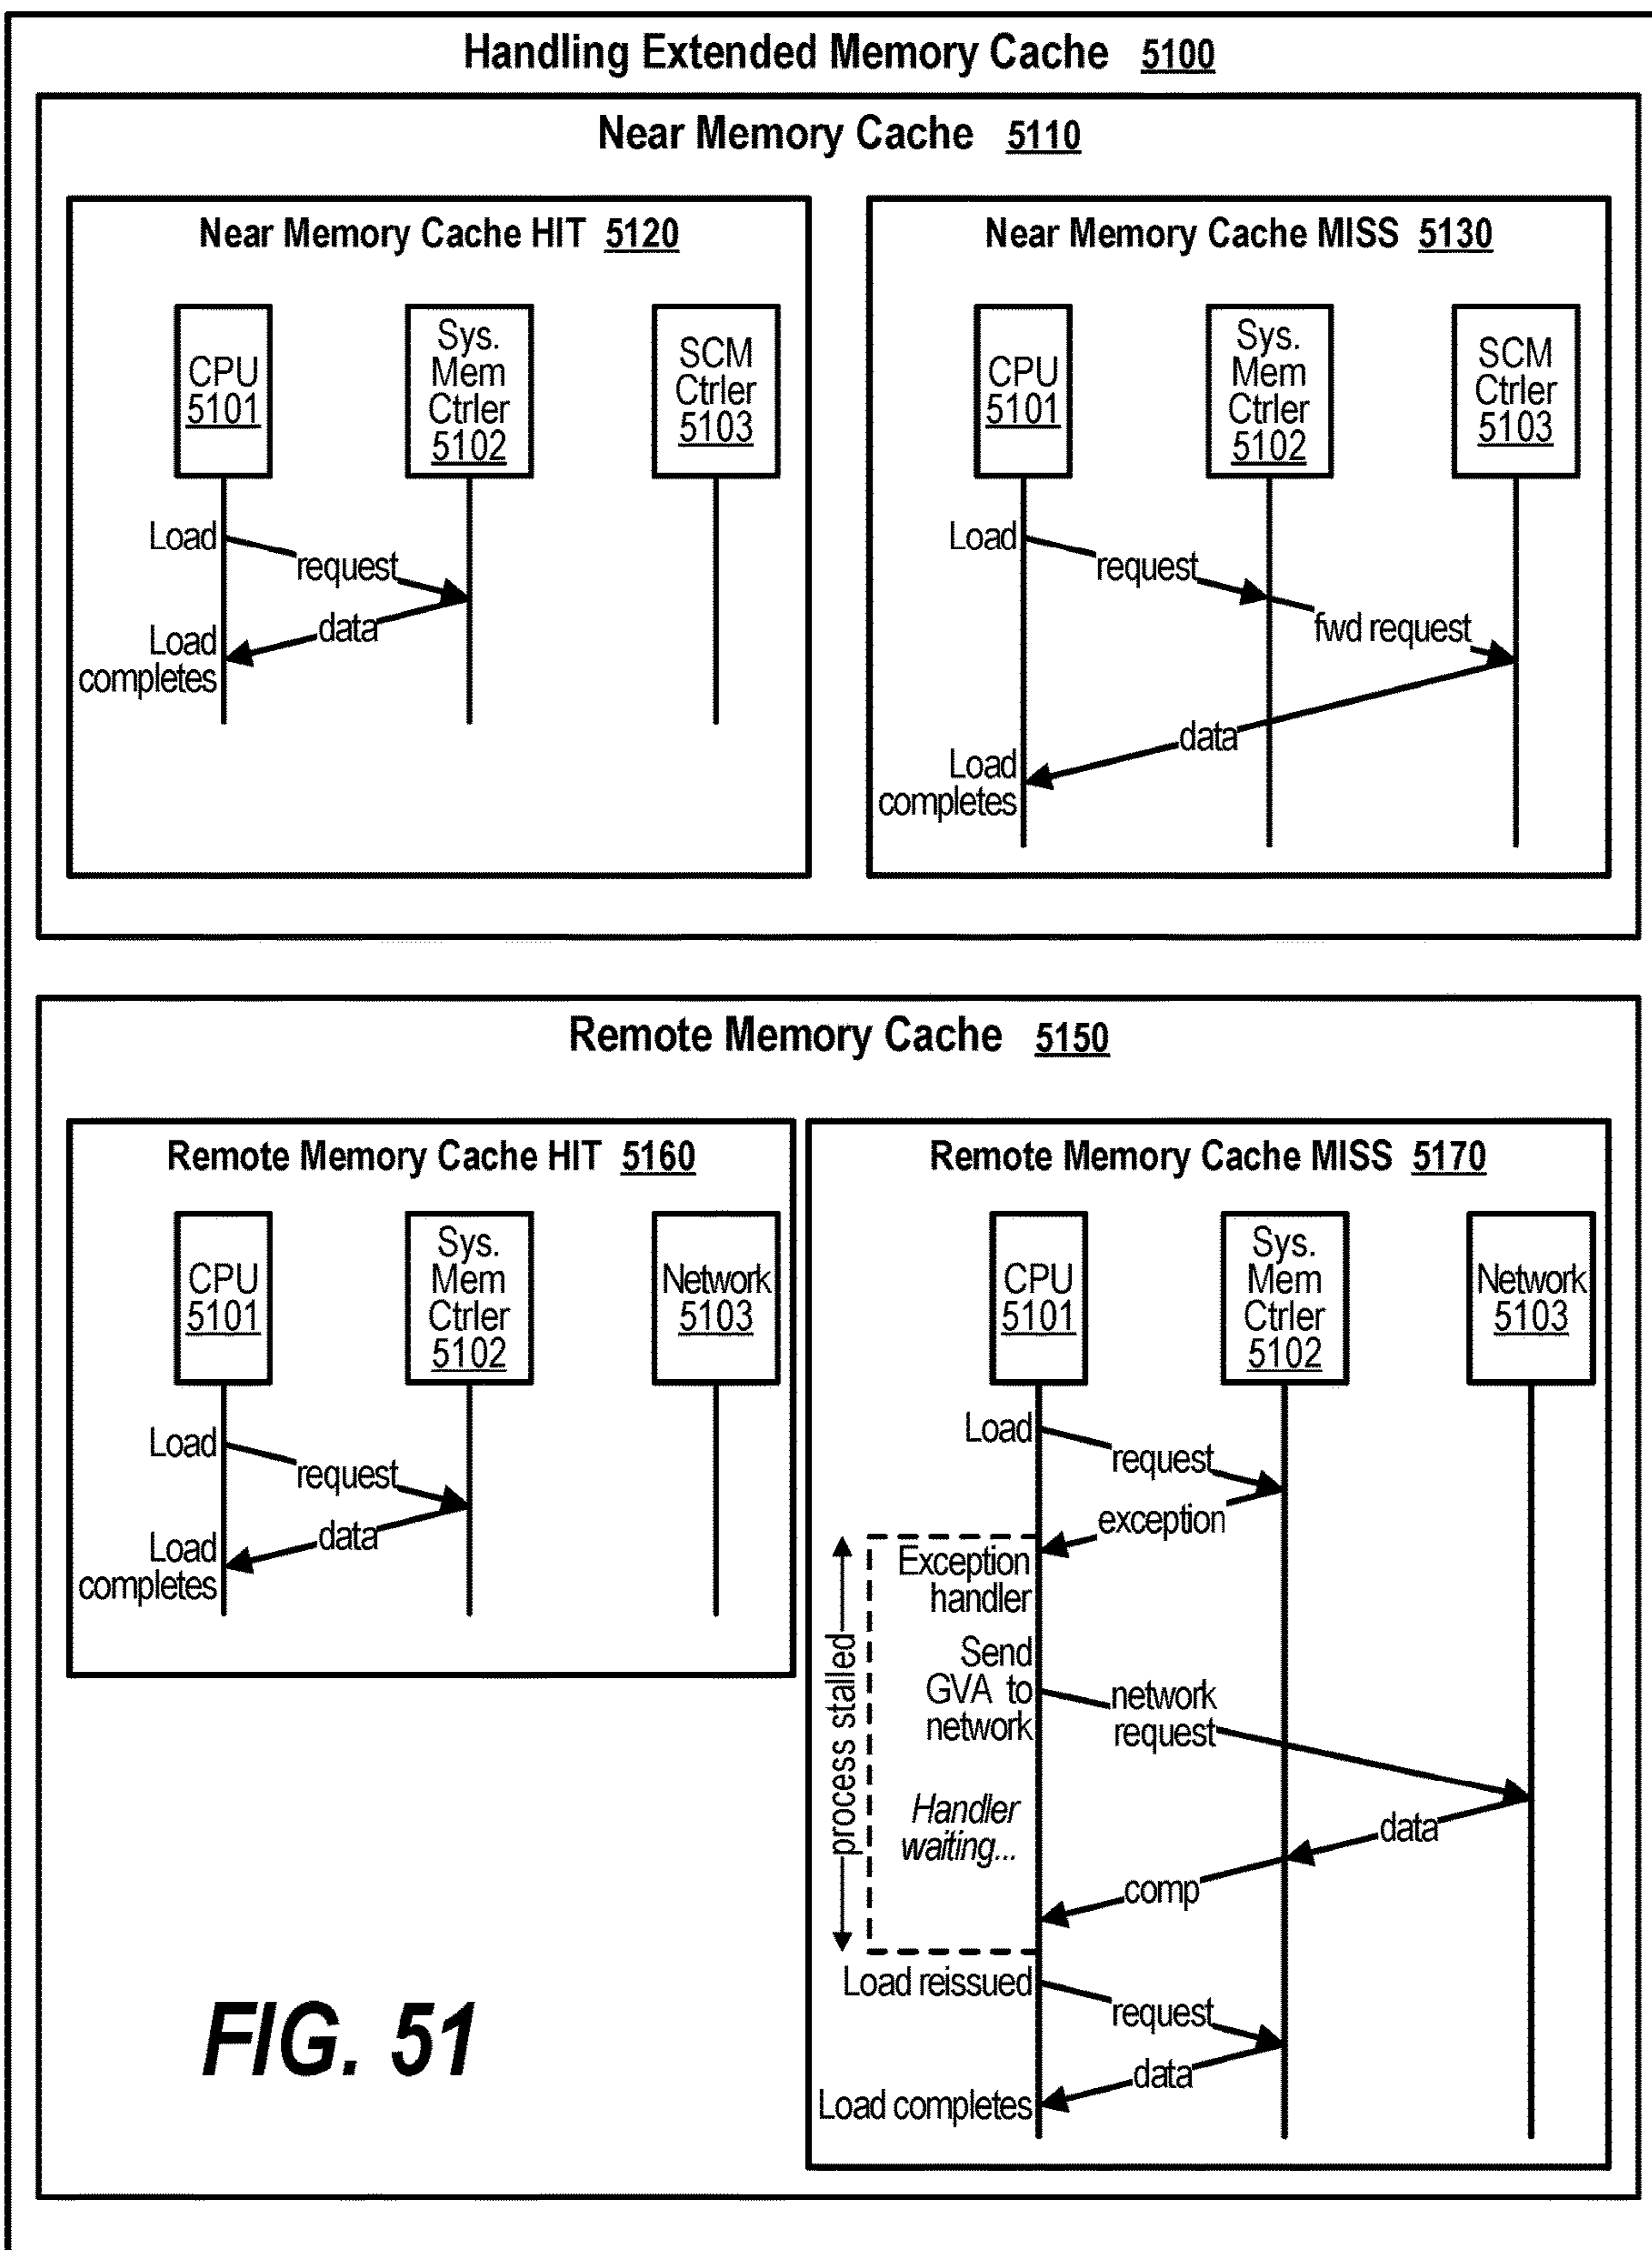 Handling Extended Memory Cache 5100
Near Memory Cache 5110
Near Memory Cache HIT 5120
CPU
5101
Sys.
Mem
Ctrler
5102
SCM
Ctrler
5103
Load
request
data
Load
completes
Near Memory Cache MISS 5130
CPU
5101
Sys.
Mem
Ctrler
5102
SCM
Ctrler
5103
Load
request
fwd request
data
Load
completes
Remote Memory Cache 5150
Remote Memory Cache HIT 5160
CPU
5101
Sys.
Mem
Ctrler
5102
Network
5103
Load
request
data
Load
completes
Remote Memory Cache MISS 5170
CPU
5101
Sys.
Mem
Ctrler
5102
Network
5103
Load
request
exception
Exception
handler
process stalled
Send
GVA to
network
network
request
Handler
waiting...
data
comp
Load reissued
request
data
Load completes
FIG. 51